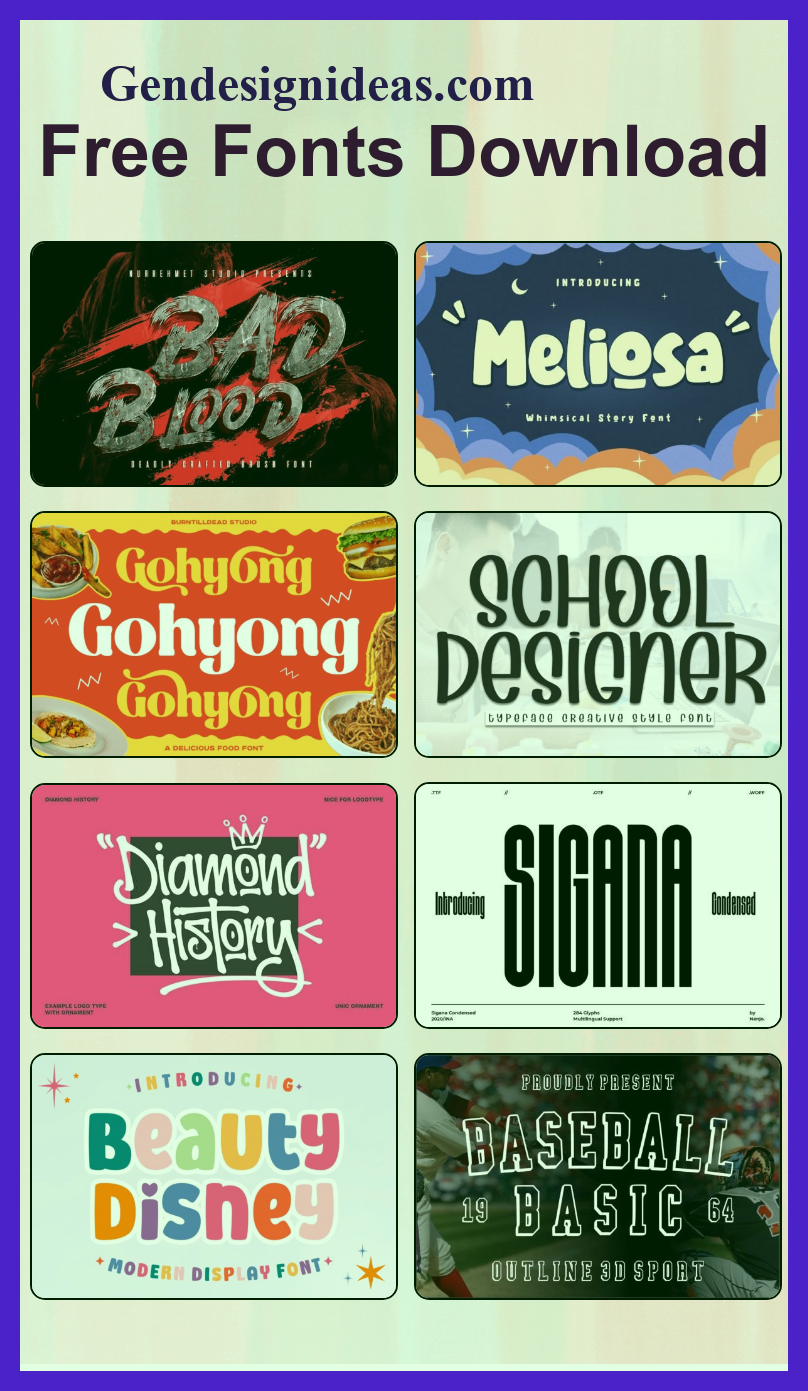 Gendesignideas.com
Free Fonts Download
NURREHMET STUDIO PRESENTS
BAD
BLOOD
DEADLY CRAFTED BRUSH FONT
INTRODUCING
Meliosa
Whimsical Story Font
BURNTILLDEAD STUDIO
Gohyong
Gohyong
Gohyong
A DELICIOUS FOOD FONT
SCHOOL
DESIGNER
typeface creative style font
DIAMOND HISTORY
NICE FOR LOGOTYPE
"Diamond"
>History<
EXAMPLE LOGO TYPE
WITH ORNAMENT
UNIC ORNAMENT
.TTF // .OTF // .WOFF
Introducing
SIGANA
Condensed
Sigana Condensed
2020/INA
284 Glyphs
Multilingual Support
by
Nenjo.
INTRODUCING
Beauty
Disney
MODERN DISPLAY FONT
PROUDLY PRESENT
BASEBALL
19 BASIC 64
OUTLINE 3D SPORT